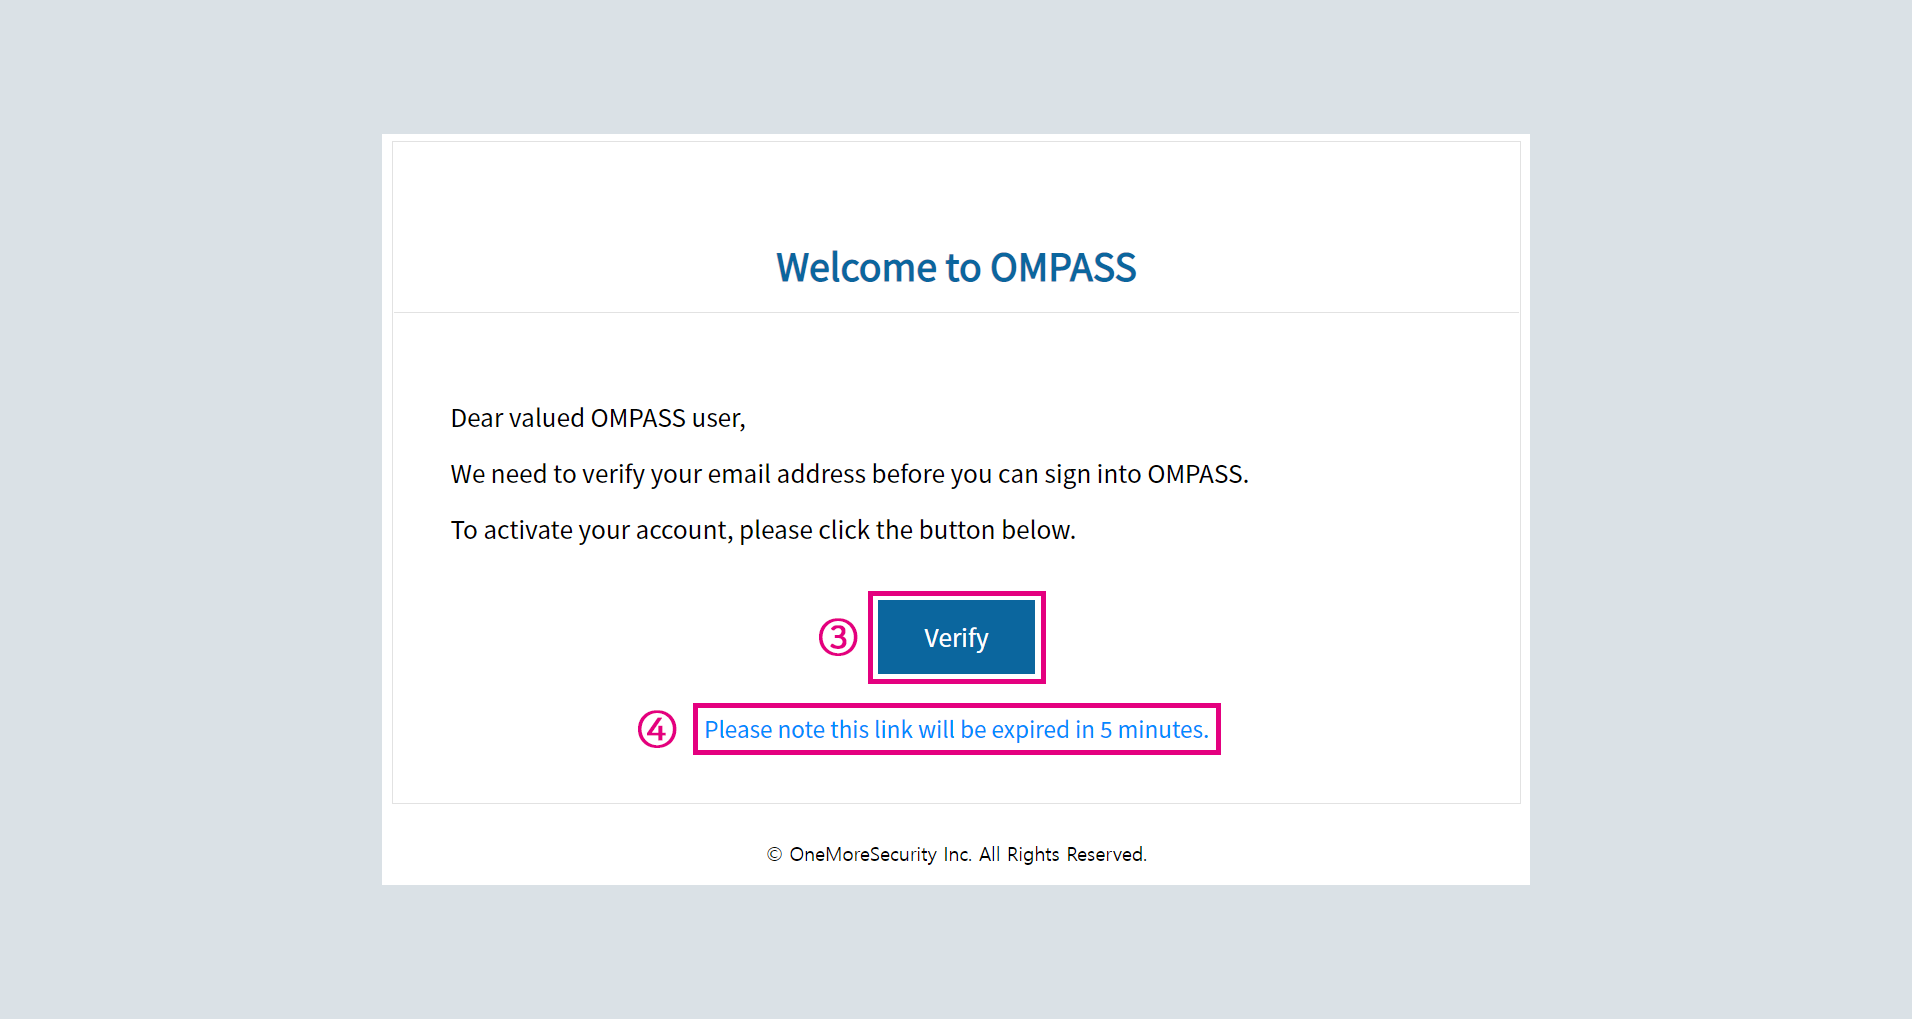 Welcome to OMPASS
Dear valued OMPASS user,
We need to verify your email address before you can sign into OMPASS.
To activate your account, please click the button below.
③ Verify
④ Please note this link will be expired in 5 minutes.
© OneMoreSecurity Inc. All Rights Reserved.